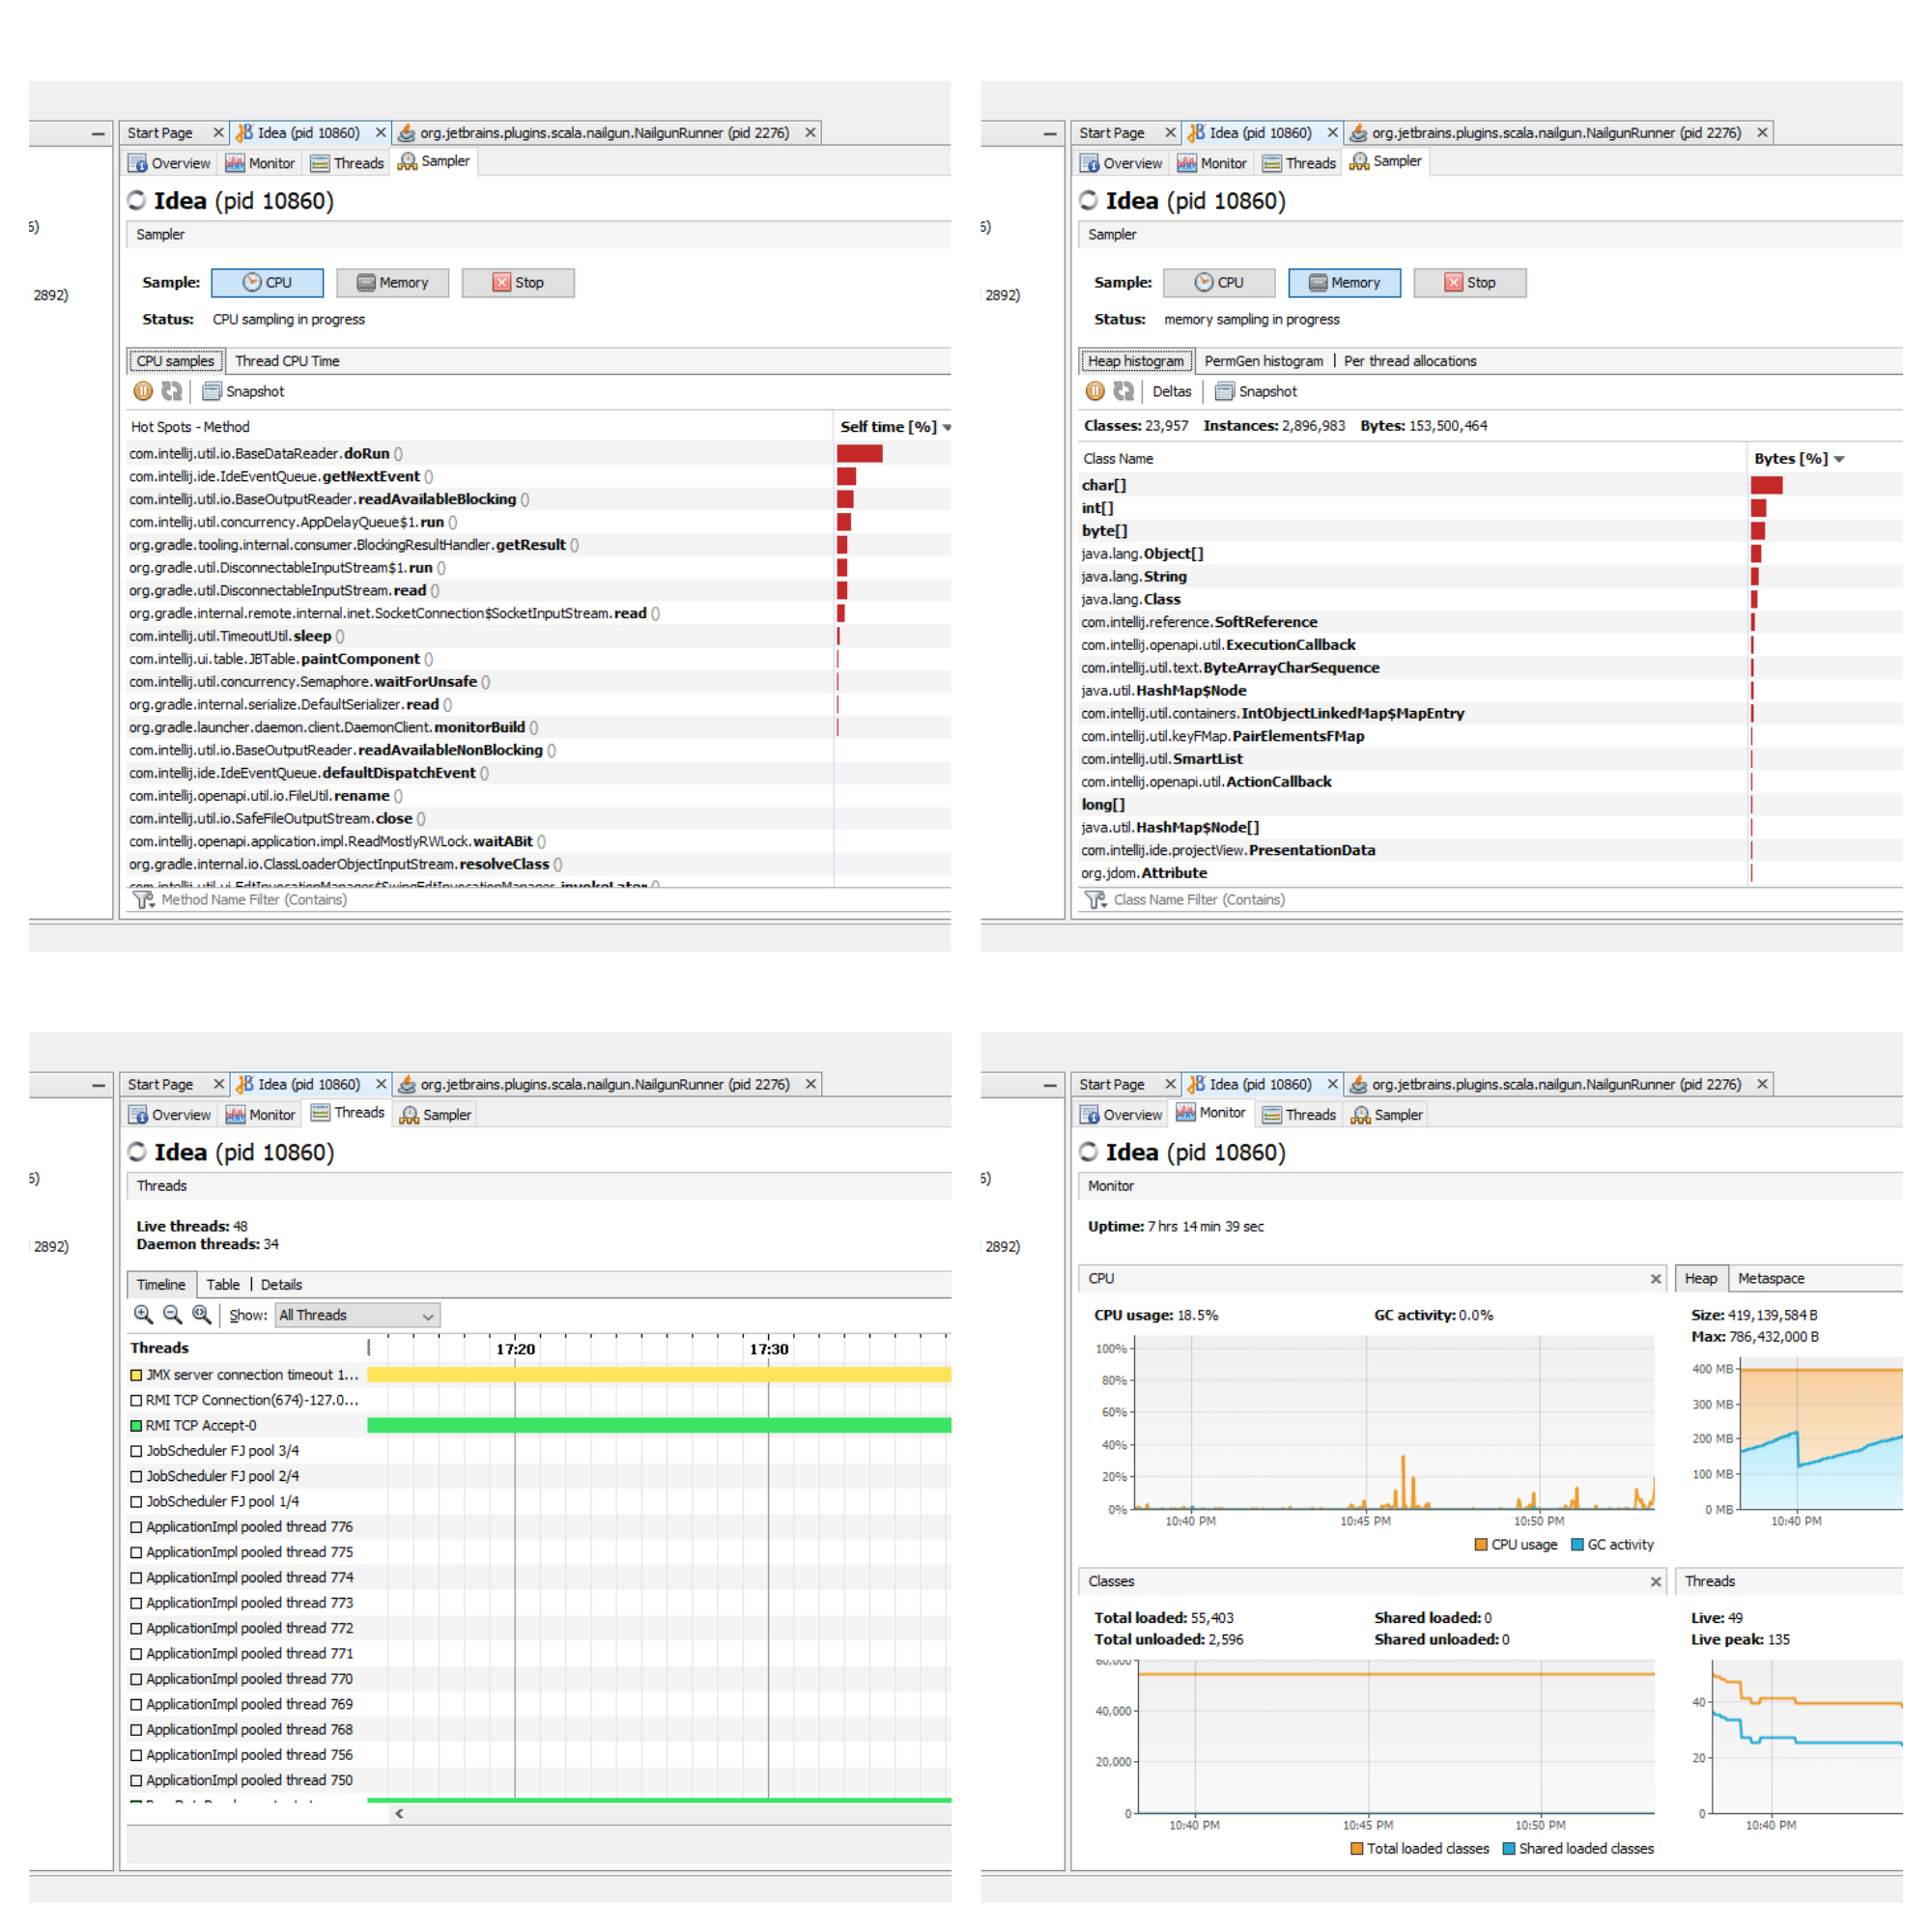 Start Page Idea (pid 10860) org.jetbrains.plugins.scala.nailgun.NailgunRunner (pid 2276)
Overview Monitor Threads Sampler
Idea (pid 10860)
6)
Sampler
Sample: CPU Memory Stop
2892)
Status: CPU sampling in progress
CPU samples Thread CPU Time
Snapshot
Hot Spots - Method Self time [%]
com.intellij.util.io.BaseDataReader.doRun ()
com.intellij.ide.IdeEventQueue.getNextEvent ()
com.intellij.util.io.BaseOutputReader.readAvailableBlocking ()
com.intellij.util.concurrency.AppDelayQueue$1.run ()
org.gradle.tooling.internal.consumer.BlockingResultHandler.getResult ()
org.gradle.util.DisconnectableInputStream$1.run ()
org.gradle.util.DisconnectableInputStream.read ()
org.gradle.internal.remote.internal.inet.SocketConnection$SocketInputStream.read ()
com.intellij.util.TimeoutUtil.sleep ()
com.intellij.ui.table.JBTable.paintComponent ()
com.intellij.util.concurrency.Semaphore.waitForUnsafe ()
org.gradle.internal.serialize.DefaultSerializer.read ()
org.gradle.launcher.daemon.client.DaemonClient.monitorBuild ()
com.intellij.util.io.BaseOutputReader.readAvailableNonBlocking ()
com.intellij.ide.IdeEventQueue.defaultDispatchEvent ()
com.intellij.openapi.util.io.FileUtil.rename ()
com.intellij.util.io.SafeFileOutputStream.close ()
com.intellij.openapi.application.impl.ReadMostlyRWLock.waitABit ()
org.gradle.internal.io.ClassLoaderObjectInputStream.resolveClass ()
com.intellij.util.ui.EdtInvocationManager$SwingEdtInvocationManager.invokeLater ()
Method Name Filter (Contains)
Start Page Idea (pid 10860) org.jetbrains.plugins.scala.nailgun.NailgunRunner (pid 2276)
Overview Monitor Threads Sampler
Idea (pid 10860)
6)
Sampler
Sample: CPU Memory Stop
2892)
Status: memory sampling in progress
Heap histogram PermGen histogram Per thread allocations
Deltas Snapshot
Classes: 23,957 Instances: 2,896,983 Bytes: 153,500,464
Class Name Bytes [%]
char[]
int[]
byte[]
java.lang.Object[]
java.lang.String
java.lang.Class
com.intellij.reference.SoftReference
com.intellij.openapi.util.ExecutionCallback
com.intellij.util.text.ByteArrayCharSequence
java.util.HashMap$Node
com.intellij.util.containers.IntObjectLinkedMap$MapEntry
com.intellij.util.keyFMap.PairElementsFMap
com.intellij.util.SmartList
com.intellij.openapi.util.ActionCallback
long[]
java.util.HashMap$Node[]
com.intellij.ide.projectView.PresentationData
org.jdom.Attribute
Class Name Filter (Contains)
Start Page Idea (pid 10860) org.jetbrains.plugins.scala.nailgun.NailgunRunner (pid 2276)
Overview Monitor Threads Sampler
Idea (pid 10860)
6)
Threads
Live threads: 48
Daemon threads: 34
2892)
Timeline Table Details
Show: All Threads
Threads 17:20 17:30
JMX server connection timeout 1...
RMI TCP Connection(674)-127.0...
RMI TCP Accept-0
JobScheduler FJ pool 3/4
JobScheduler FJ pool 2/4
JobScheduler FJ pool 1/4
ApplicationImpl pooled thread 776
ApplicationImpl pooled thread 775
ApplicationImpl pooled thread 774
ApplicationImpl pooled thread 773
ApplicationImpl pooled thread 772
ApplicationImpl pooled thread 771
ApplicationImpl pooled thread 770
ApplicationImpl pooled thread 769
ApplicationImpl pooled thread 768
ApplicationImpl pooled thread 756
ApplicationImpl pooled thread 750
Start Page Idea (pid 10860) org.jetbrains.plugins.scala.nailgun.NailgunRunner (pid 2276)
Overview Monitor Threads Sampler
Idea (pid 10860)
6)
Monitor
Uptime: 7 hrs 14 min 39 sec
2892)
CPU
CPU usage: 18.5% GC activity: 0.0%
100%
80%
60%
40%
20%
0%
10:40 PM 10:45 PM 10:50 PM
CPU usage GC activity
Heap Metaspace
Size: 419,139,584 B
Max: 786,432,000 B
400 MB
300 MB
200 MB
100 MB
0 MB
10:40 PM
Classes
Total loaded: 55,403 Shared loaded: 0
Total unloaded: 2,596 Shared unloaded: 0
60,000
40,000
20,000
0
10:40 PM 10:45 PM 10:50 PM
Total loaded classes Shared loaded classes
Threads
Live: 49
Live peak: 135
40
20
0
10:40 PM